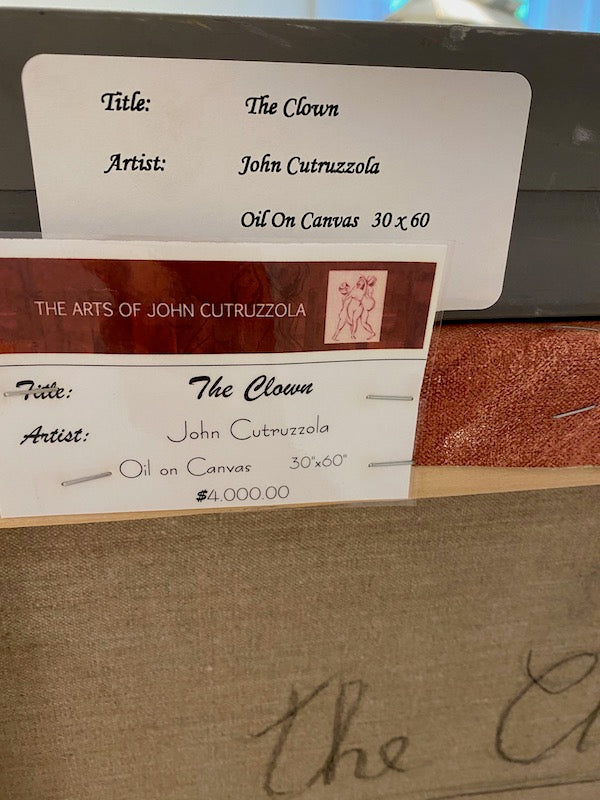 Title: The Clown
Artist: John Cutruzzola
Oil On Canvas 30 x 60
THE ARTS OF JOHN CUTRUZZOLA
Title: The Clown
Artist: John Cutruzzola
Oil on Canvas 30"x60"
$4.000.00
The